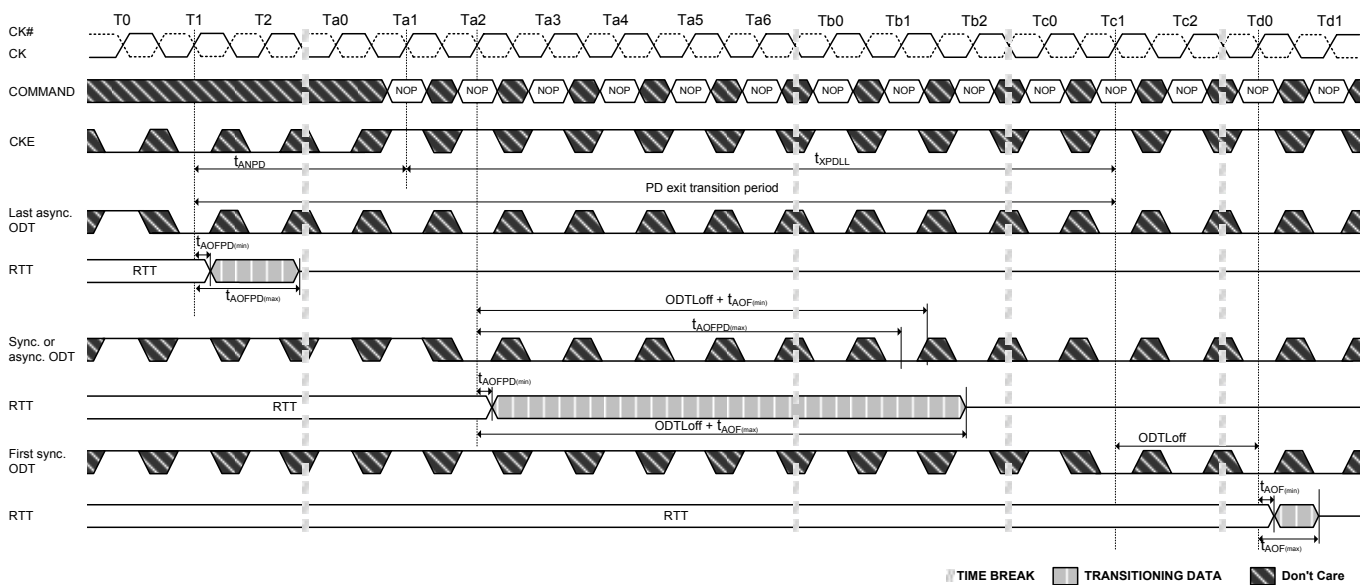 T0 T1 T2 Ta0 Ta1 Ta2 Ta3 Ta4 Ta5 Ta6 Tb0 Tb1 Tb2 Tc0 Tc1 Tc2 Td0 Td1
CK#
CK
COMMAND NOP NOP NOP NOP NOP NOP NOP NOP NOP NOP NOP NOP NOP NOP
CKE
tANPD tXPDLL
PD exit transition period
Last async.
ODT
tAOFPD(min)
RTT RTT
tAOFPD(max)
ODTLoff + tAOF(min)
tAOFPD(max)
Sync. or
async. ODT
tAOFPD(min)
RTT RTT
ODTLoff + tAOF(max)
First sync.
ODT
ODTLoff
tAOF(min)
RTT RTT
tAOF(max)
TIME BREAK TRANSITIONING DATA Don't Care